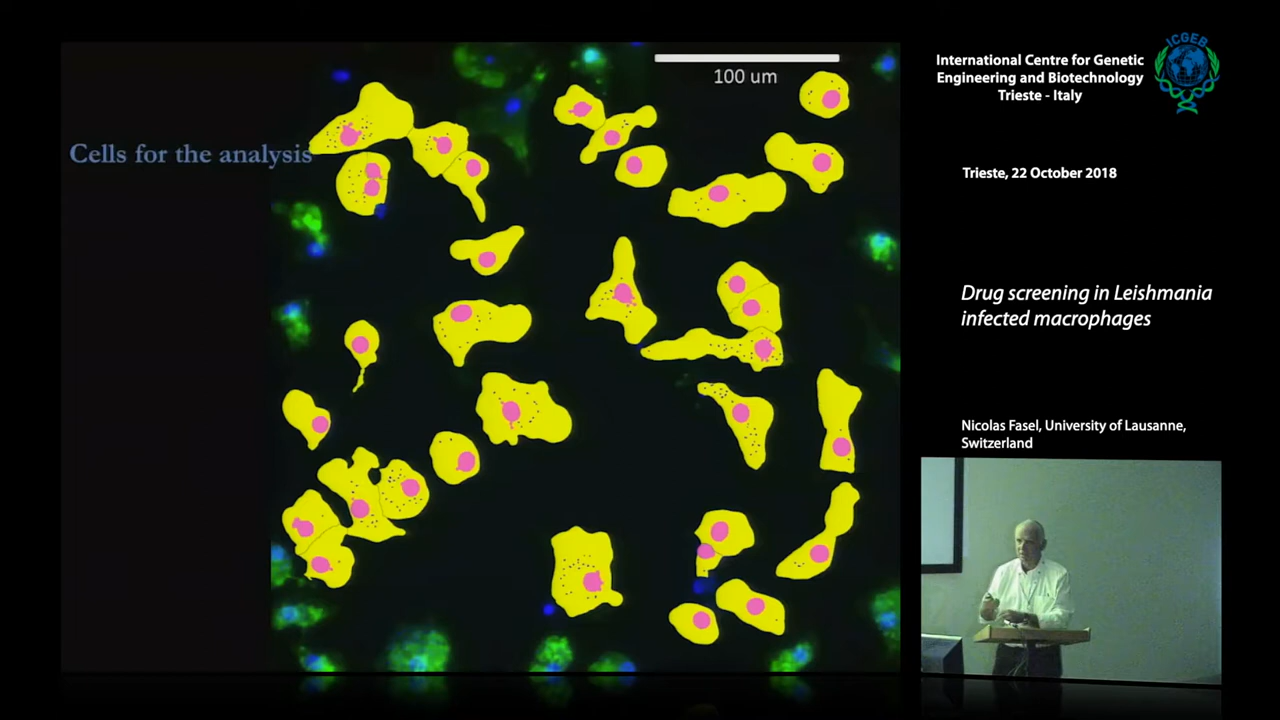 100 um
Cells for the analysis
ICGEB
International Centre for Genetic
Engineering and Biotechnology
Trieste - Italy
Trieste, 22 October 2018
Drug screening in Leishmania
infected macrophages
Nicolas Fasel, University of Lausanne,
Switzerland